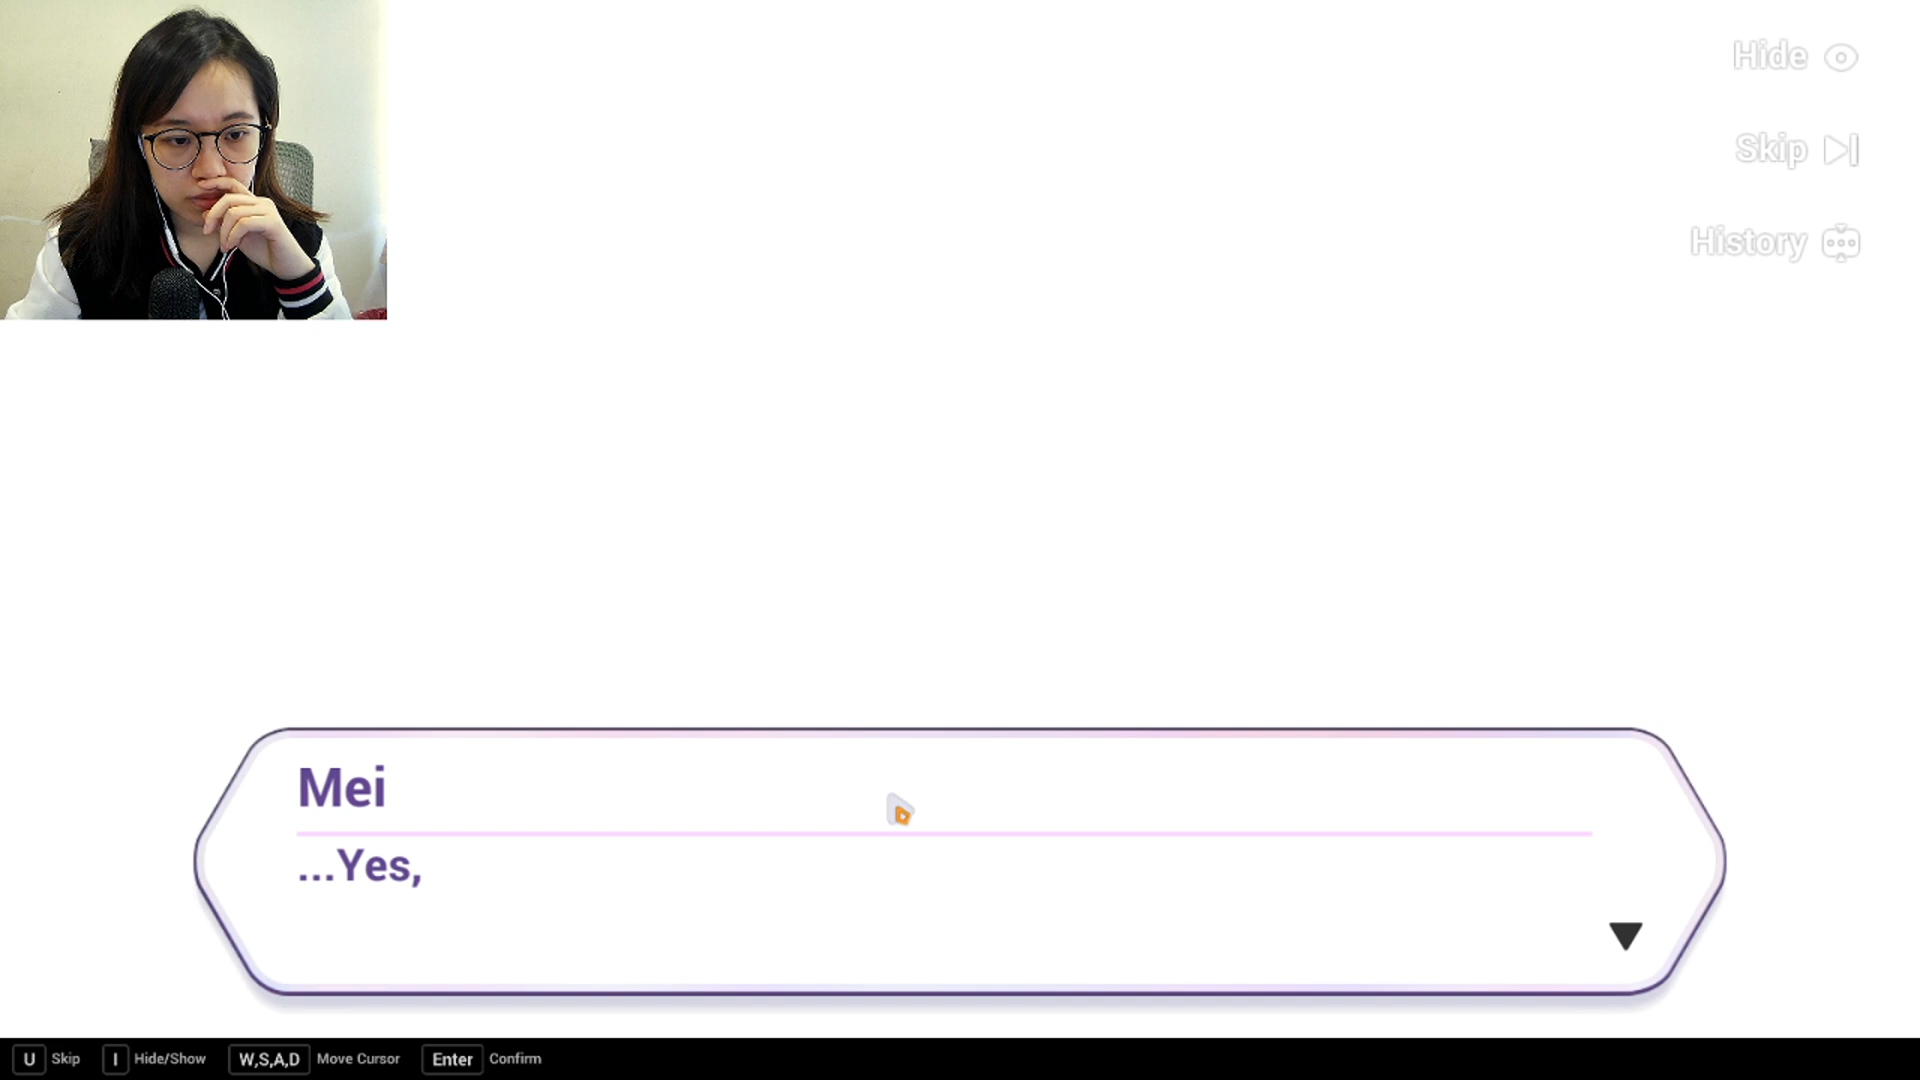 Hide
Skip
History
Mei
...Yes,
U Skip I Hide/Show W,S,A,D Move Cursor Enter Confirm